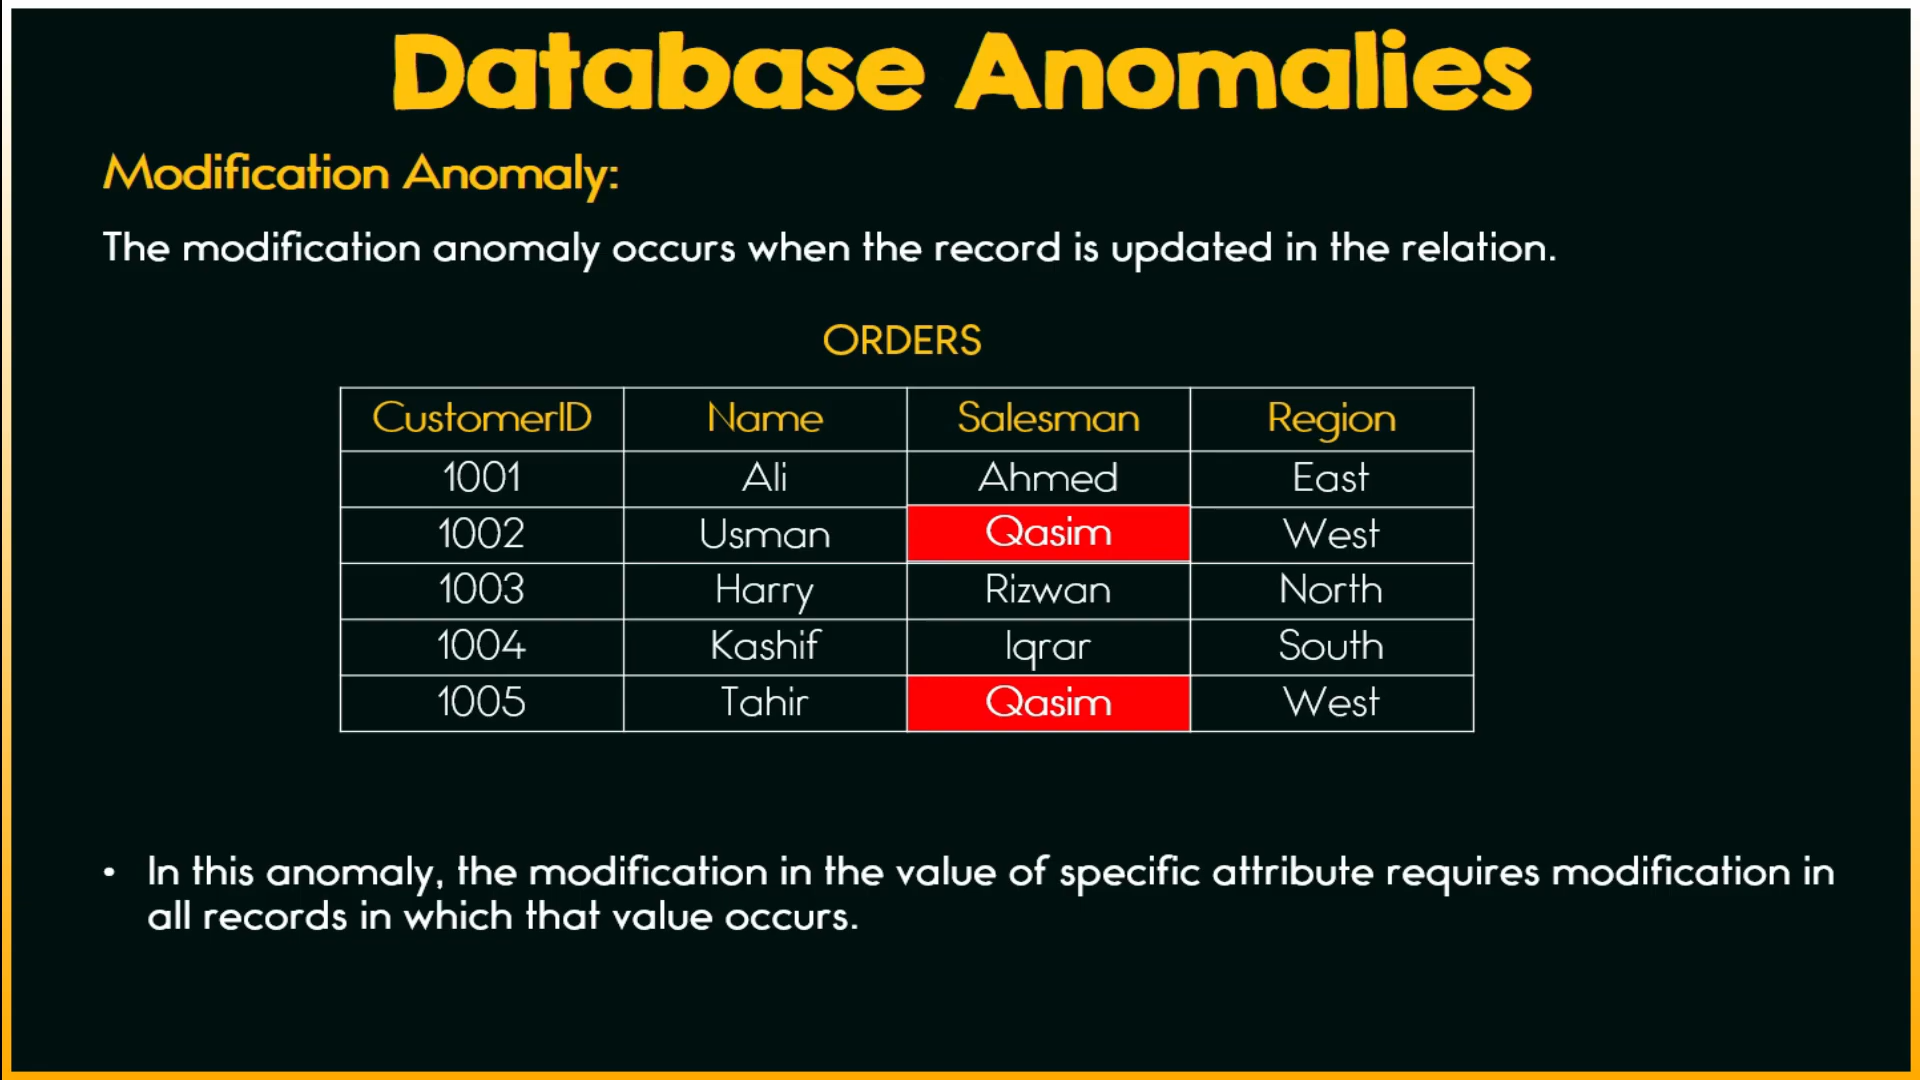 Database Anomalies
Modification Anomaly:
The modification anomaly occurs when the record is updated in the relation.
ORDERS
CustomerID Name Salesman Region
1001 Ali Ahmed East
1002 Usman Qasim West
1003 Harry Rizwan North
1004 Kashif Iqrar South
1005 Tahir Qasim West
• In this anomaly, the modification in the value of specific attribute requires modification in
all records in which that value occurs.